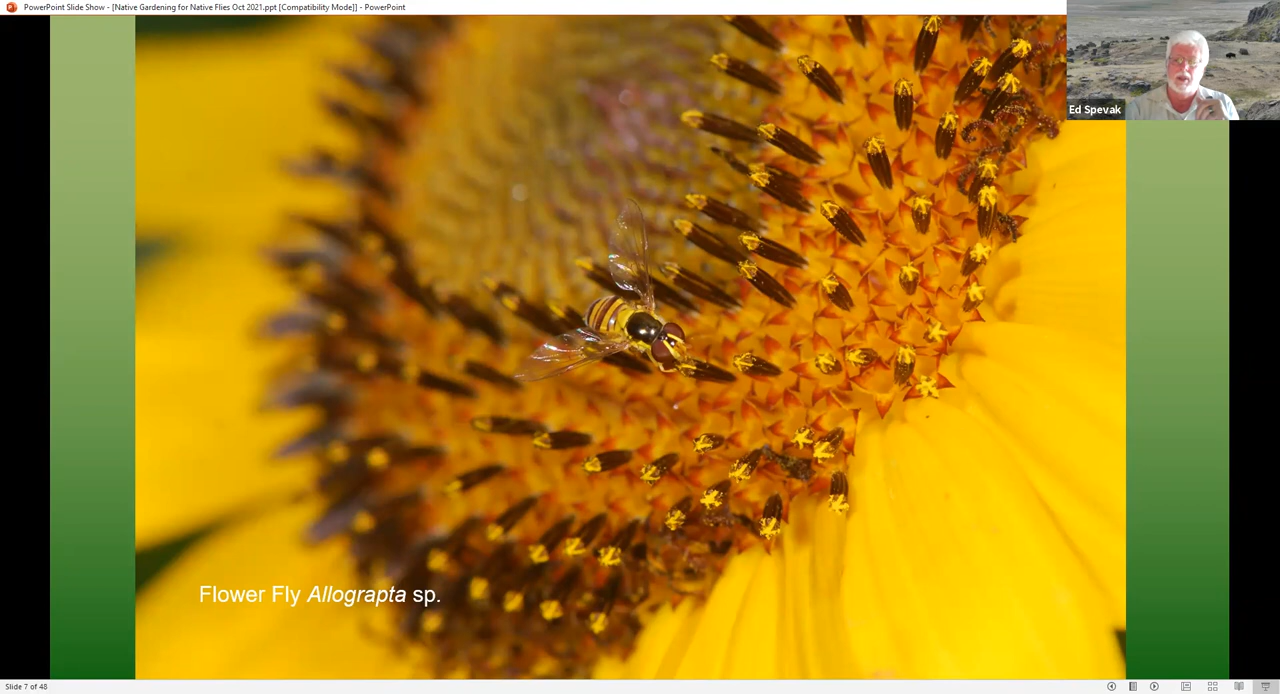 PowerPoint Slide Show - [Native Gardening for Native Flies Oct 2021.ppt [Compatibility Mode]] - PowerPoint
Ed Spevak
Flower Fly Allograpta sp.
Slide 7 of 48